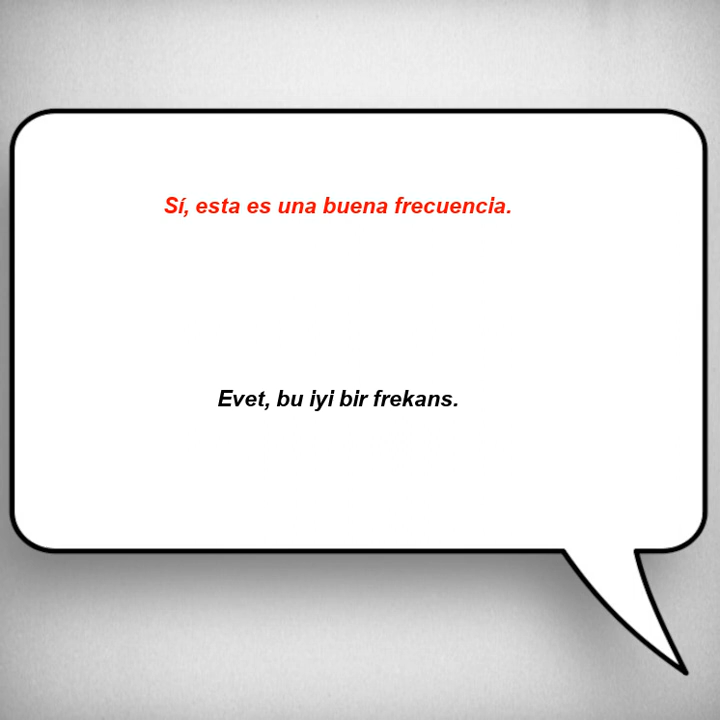 Sí, esta es una buena frecuencia.
Evet, bu iyi bir frekans.